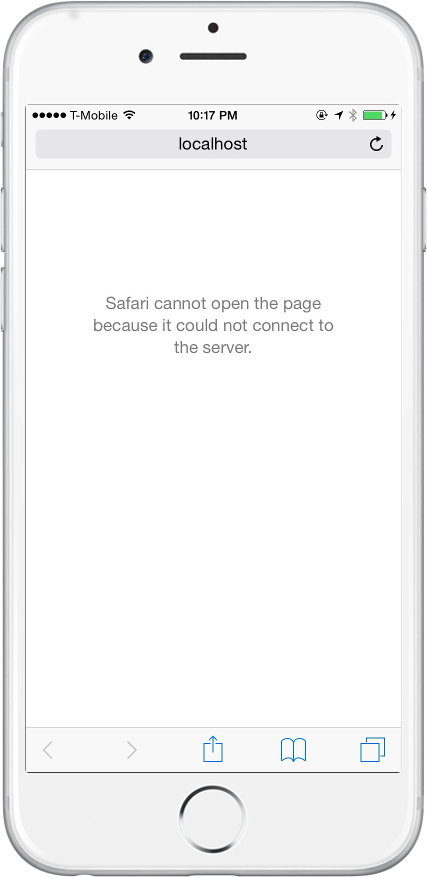 T-Mobile 10:17 PM
localhost
Safari cannot open the page
because it could not connect to
the server.